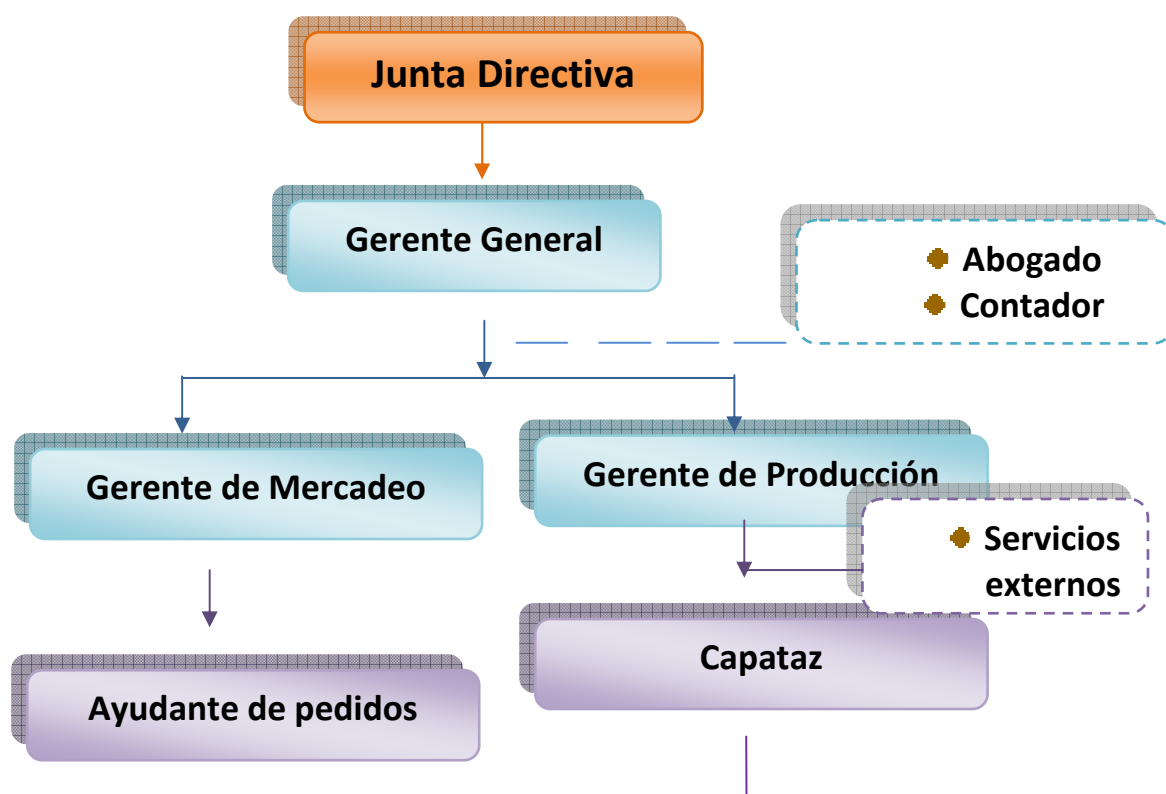 Junta Directiva
Gerente General
Abogado
Contador
Gerente de Mercadeo
Gerente de Producción
Servicios
externos
Capataz
Ayudante de pedidos